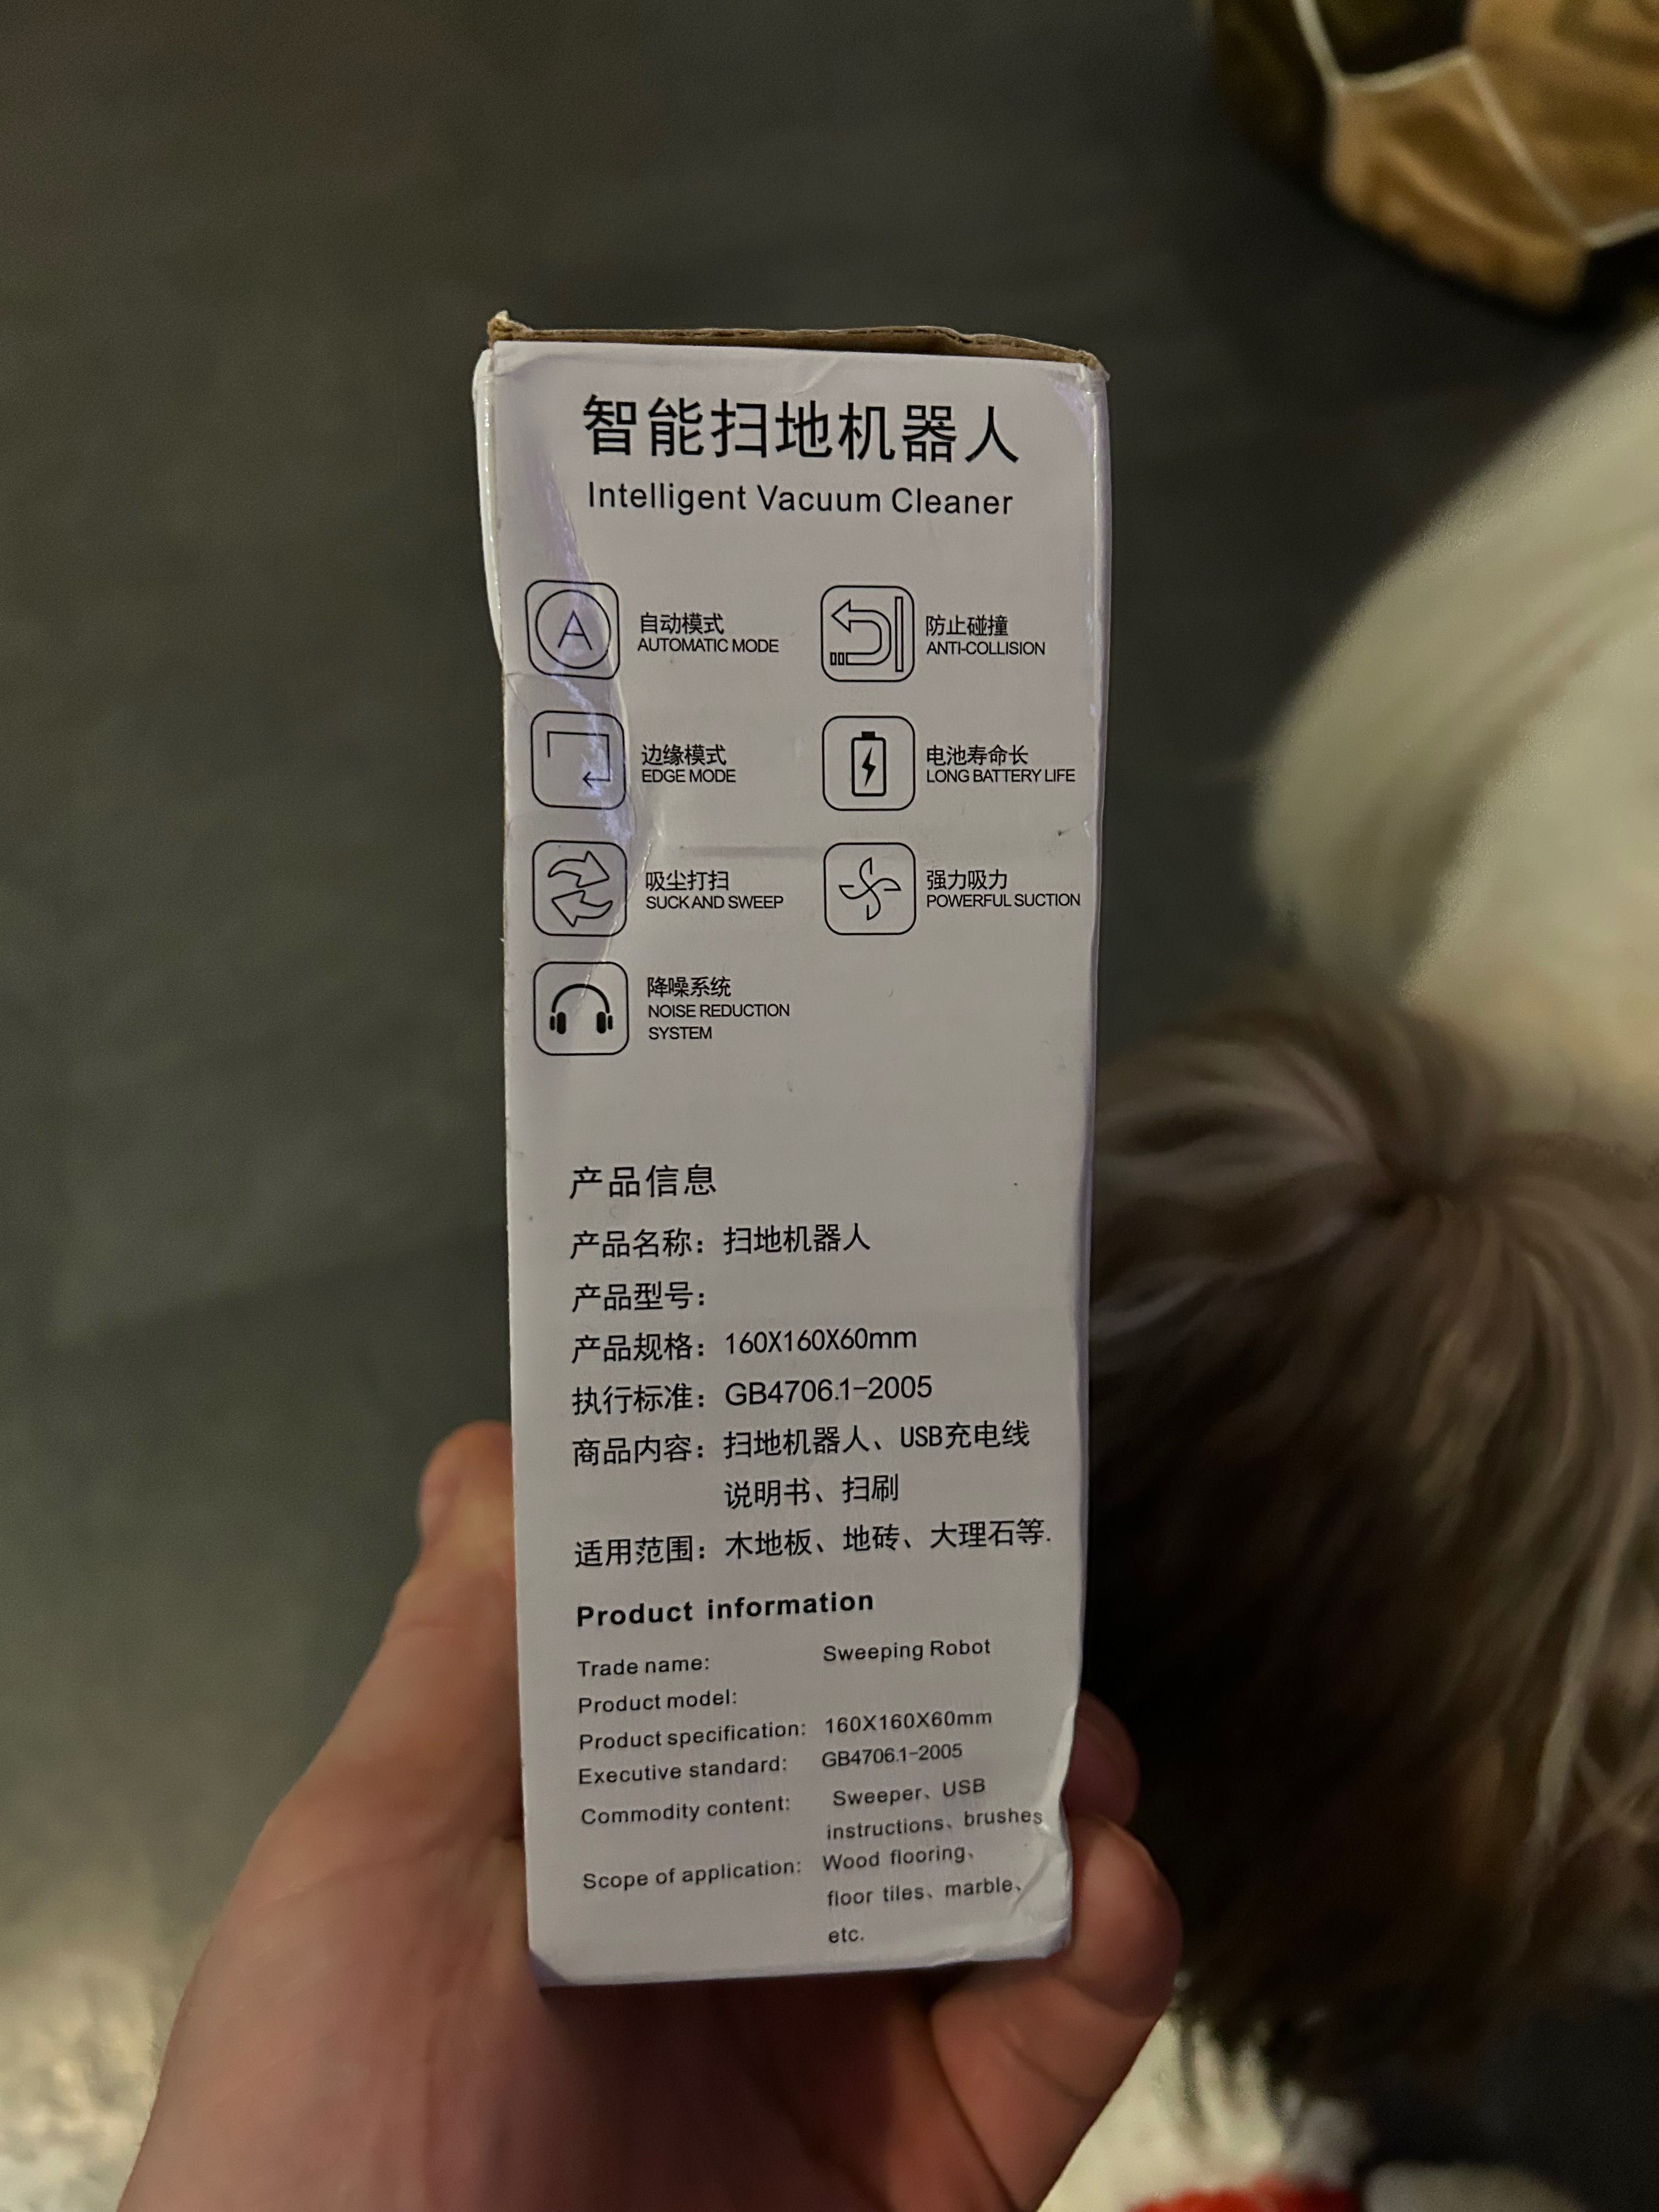 智能扫地机器人
Intelligent Vacuum Cleaner
A
自动模式
AUTOMATIC MODE
防止碰撞
ANTI-COLLISION
边缘模式
EDGE MODE
电池寿命长
LONG BATTERY LIFE
吸尘打扫
SUCK AND SWEEP
强力吸力
POWERFUL SUCTION
降噪系统
NOISE REDUCTION
SYSTEM
产品信息
产品名称：扫地机器人
产品型号：
产品规格：160X160X60mm
执行标准：GB4706.1-2005
商品内容：扫地机器人、USB充电线
说明书、扫刷
适用范围：木地板、地砖、大理石等.
Product information
Trade name: Sweeping Robot
Product model:
Product specification: 160X160X60mm
Executive standard: GB4706.1-2005
Commodity content: Sweeper、USB
instructions、brushes
Scope of application: Wood flooring、
floor tiles、marble、
etc.